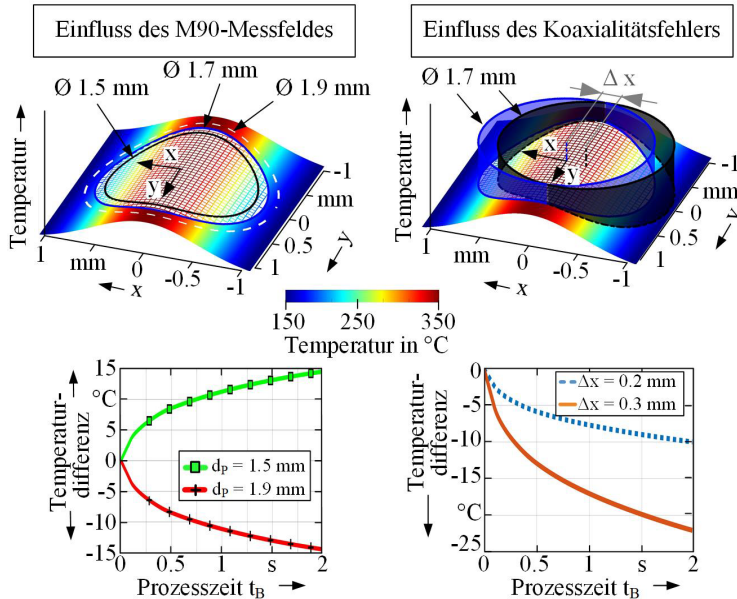 Einfluss des M90-Messfeldes
Einfluss des Koaxialitätsfehlers
Ø 1.7 mm
Ø 1.5 mm
Ø 1.9 mm
x
y
Temperatur
1
mm
0
-0.5
-1
x
-1
mm
0
0.5
1
y
Ø 1.7 mm
Δ x
x
y
Temperatur
1
mm
0
-0.5
-1
x
-1
mm
0
0.5
1
y
150
250
350
Temperatur in °C
Temperatur-
differenz
15
°C
5
0
-5
-10
-15
dP = 1.5 mm
dP = 1.9 mm
0
0.5
1
s
2
Prozesszeit tB
Temperatur-
differenz
0
-5
-10
-15
°C
-25
Δx = 0.2 mm
Δx = 0.3 mm
0
0.5
1
s
2
Prozesszeit tB